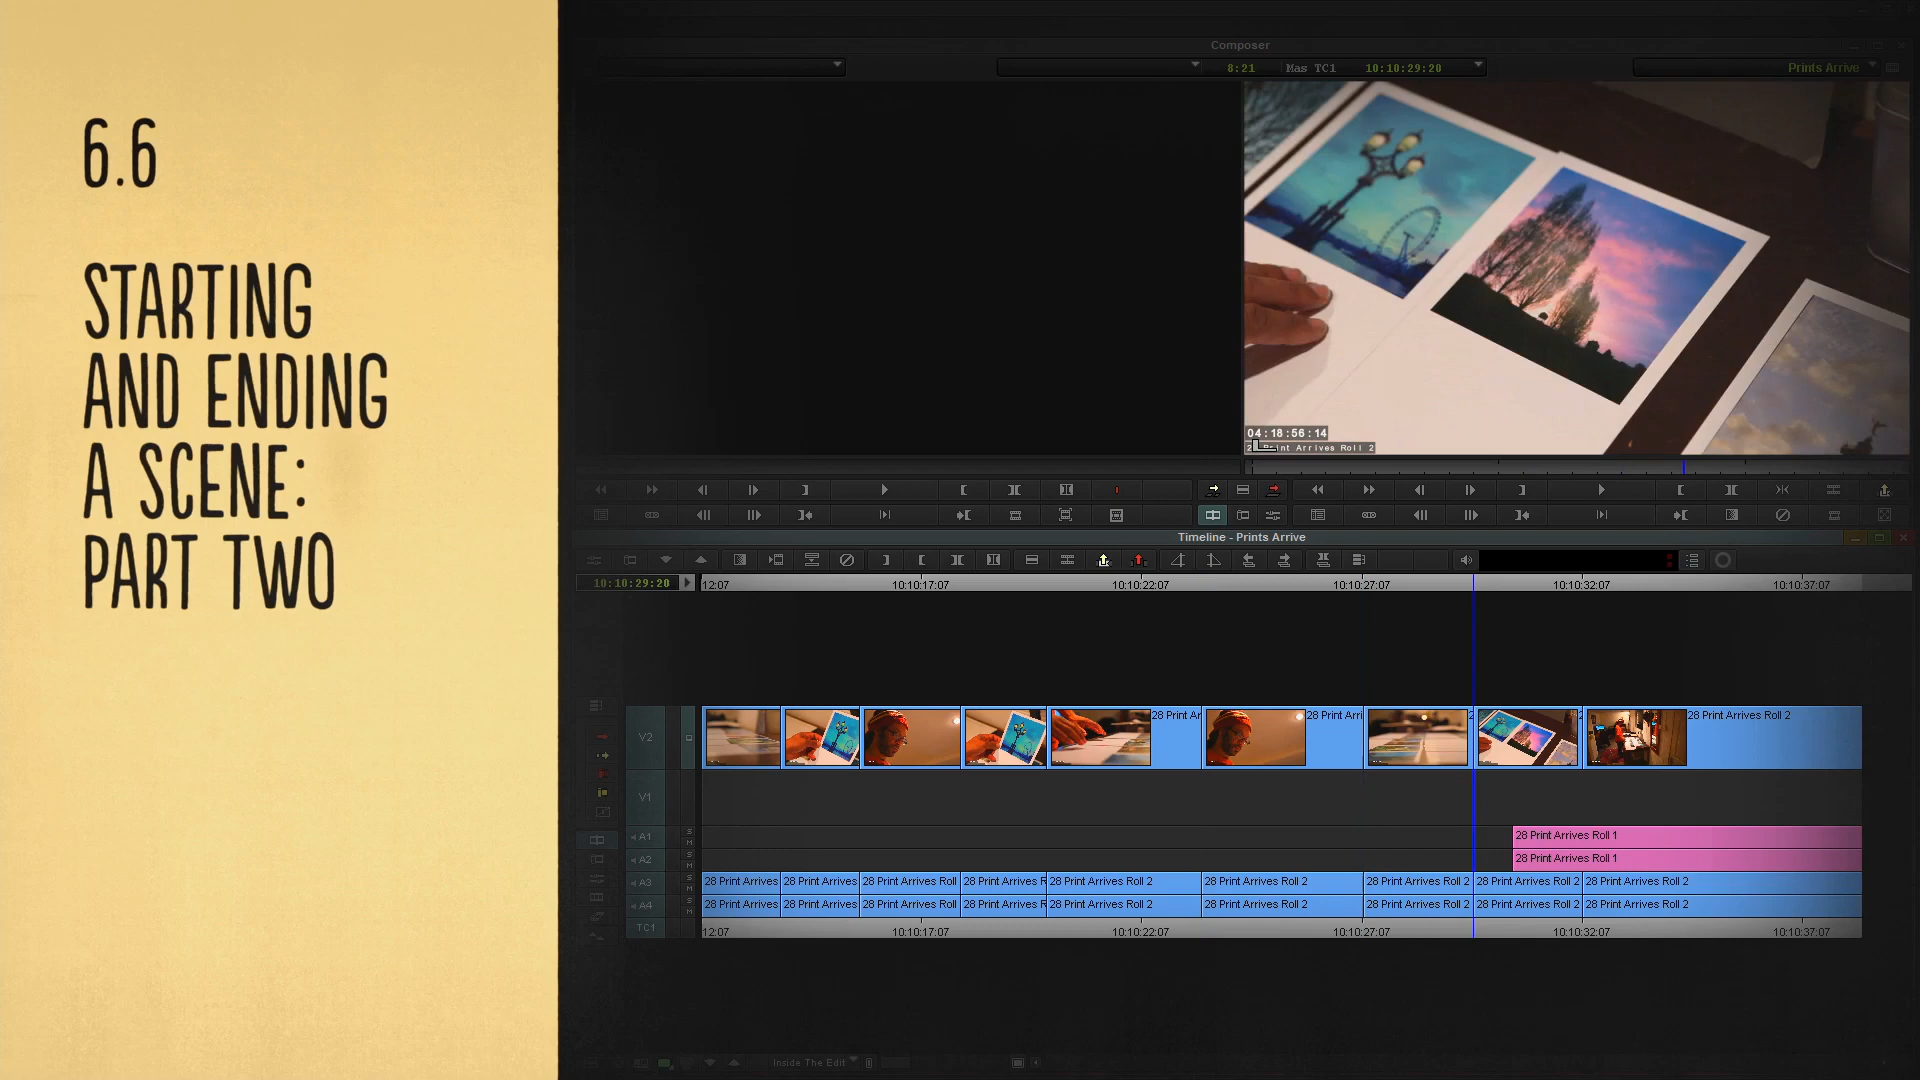 6.6
STARTING
AND ENDING
A SCENE:
PART TWO
Composer
8:21 Mas TC1 10:10:29:20 Prints Arrive
04:18:56:14
nt Arrives Roll 2
Timeline - Prints Arrive
10:10:29:20 12:07 10:10:17:07 10:10:22:07 10:10:27:07 10:10:32:07 10:10:37:07
V2 28 Print Ar 28 Print Arri 28 Print Arrives Roll 2
V1
A1 S M 28 Print Arrives Roll 1
A2 S M 28 Print Arrives Roll 1
A3 S M 28 Print Arrives 28 Print Arrives 28 Print Arrives Roll 28 Print Arrives R 28 Print Arrives Roll 2 28 Print Arrives Roll 2 28 Print Arrives Roll 2 28 Print Arrives Roll 2 28 Print Arrives Roll 2
A4 S M 28 Print Arrives 28 Print Arrives 28 Print Arrives Roll 28 Print Arrives R 28 Print Arrives Roll 2 28 Print Arrives Roll 2 28 Print Arrives Roll 2 28 Print Arrives Roll 2 28 Print Arrives Roll 2
TC1 12:07 10:10:17:07 10:10:22:07 10:10:27:07 10:10:32:07 10:10:37:07
Inside The Edit